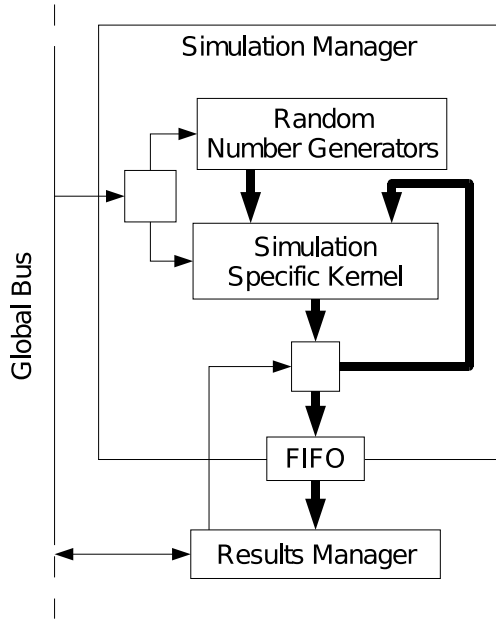 Simulation Manager
Random
Number Generators
Simulation
Specific Kernel
Global Bus
FIFO
Results Manager